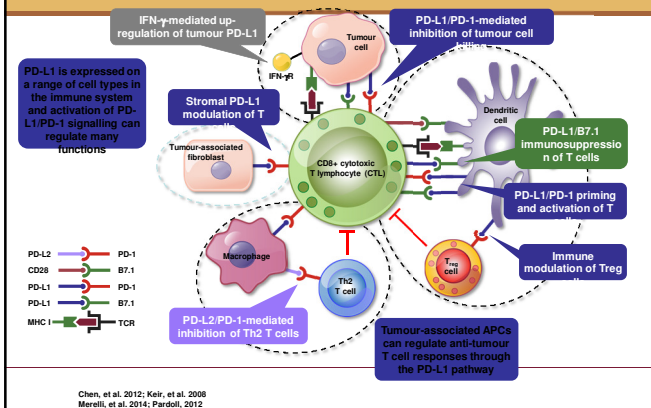 IFN-γ-mediated up-
regulation of tumour PD-L1
Tumour
cell
PD-L1/PD-1-mediated
inhibition of tumour cell
IFN-γR
PD-L1 is expressed on
a range of cell types in
the immune system
and activation of PD-
L1/PD-1 signalling can
regulate many
functions
Stromal PD-L1
modulation of T
Dendritic
cell
PD-L1/B7.1
immunosuppressio
n of T cells
Tumour-associated
fibroblast
CD8+ cytotoxic
T lymphocyte (CTL)
PD-L1/PD-1 priming
and activation of T
Macrophage
Treg
cell
Immune
modulation of Treg
Th2
T cell
PD-L2 PD-1
CD28 B7.1
PD-L1 PD-1
PD-L1 B7.1
MHC I TCR
PD-L2/PD-1-mediated
inhibition of Th2 T cells
Tumour-associated APCs
can regulate anti-tumour
T cell responses through
the PD-L1 pathway
Chen, et al. 2012; Keir, et al. 2008
Merelli, et al. 2014; Pardoll, 2012